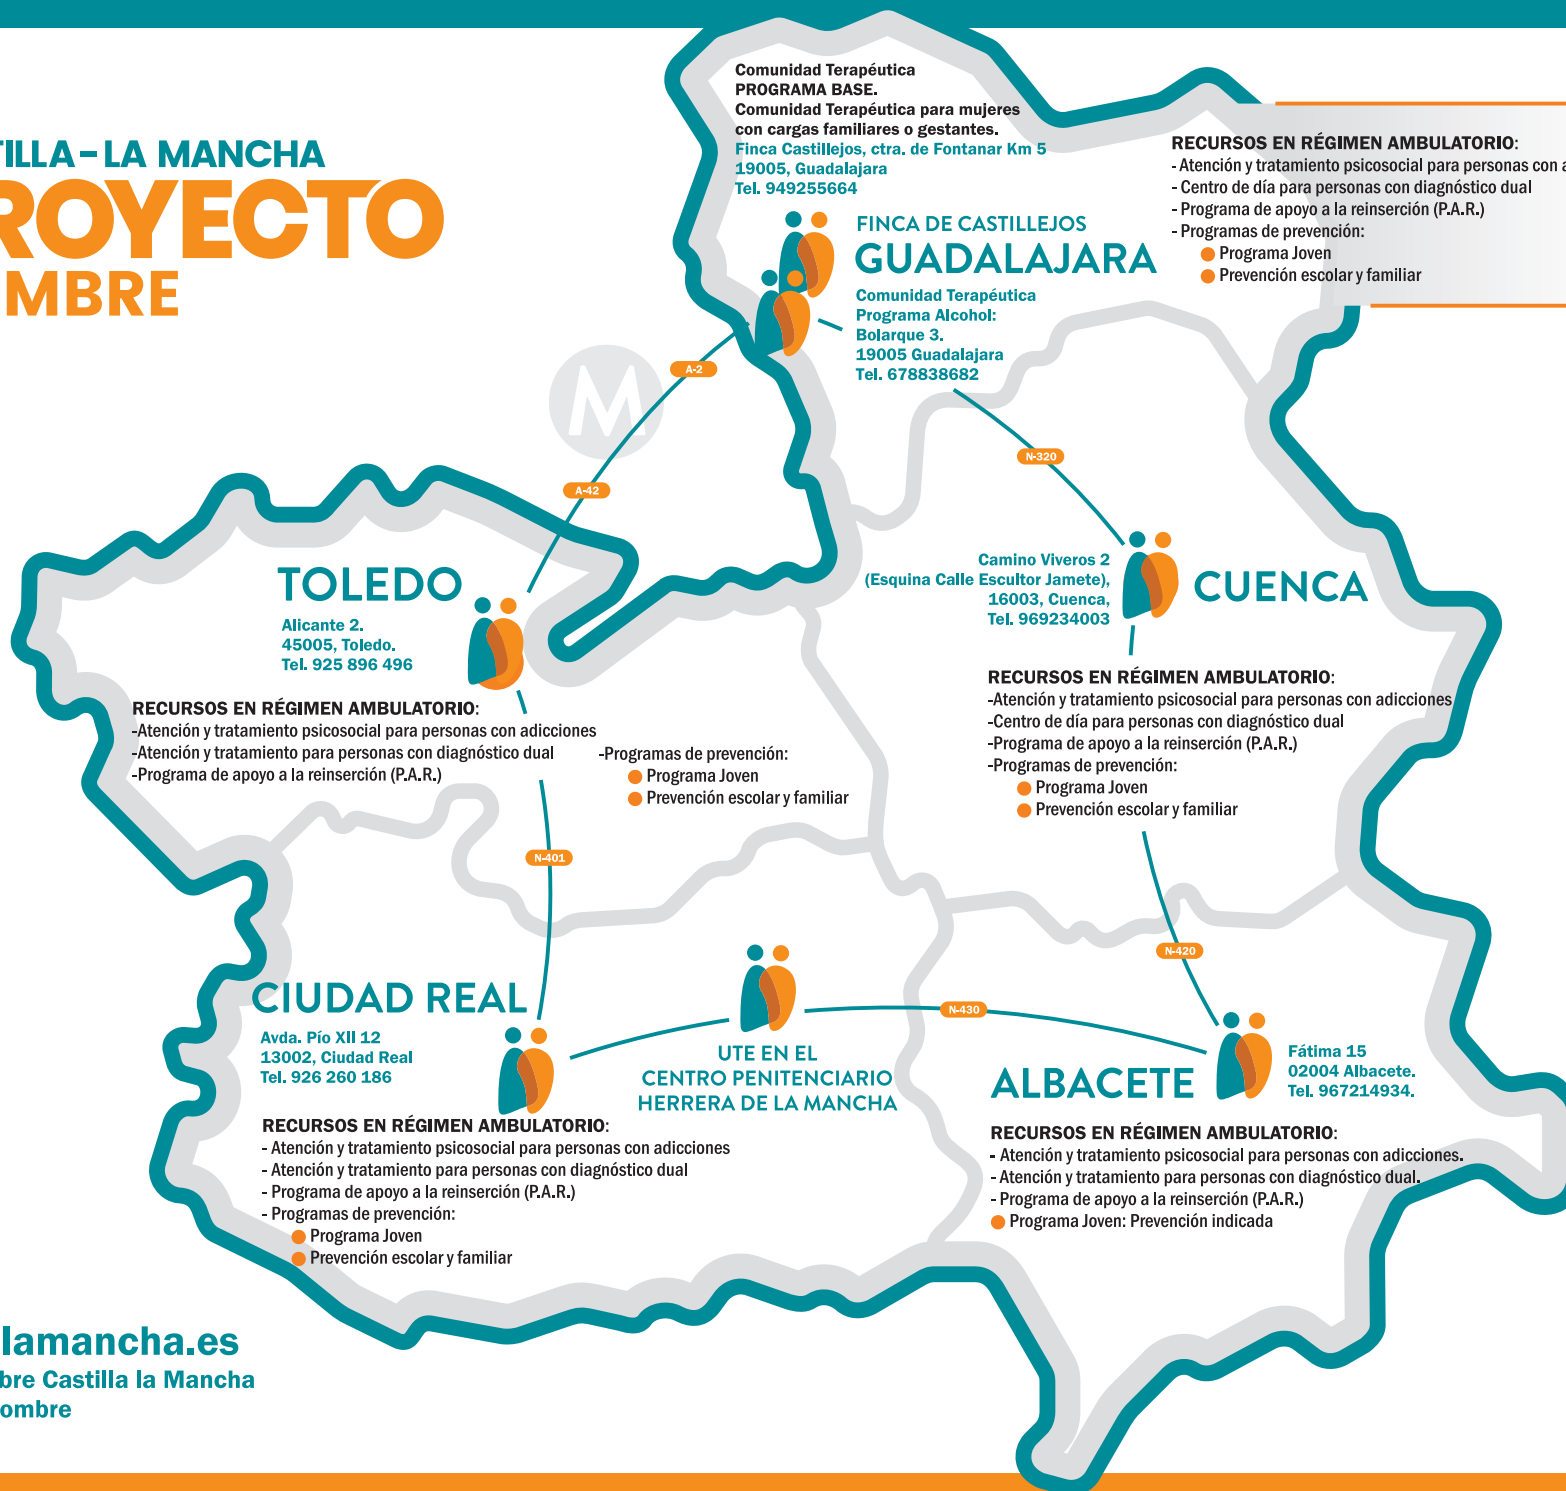 TILLA-LA MANCHA
ROYECTO
MBRE
Comunidad Terapéutica
PROGRAMA BASE.
Comunidad Terapéutica para mujeres
con cargas familiares o gestantes.
Finca Castillejos, ctra. de Fontanar Km 5
19005, Guadalajara
Tel. 949255664
FINCA DE CASTILLEJOS
GUADALAJARA
Comunidad Terapéutica
Programa Alcohol:
Bolarque 3.
19005 Guadalajara
Tel. 678838682
RECURSOS EN RÉGIMEN AMBULATORIO:
- Atención y tratamiento psicosocial para personas con a
- Centro de día para personas con diagnóstico dual
- Programa de apoyo a la reinserción (P.A.R.)
- Programas de prevención:
Programa Joven
Prevención escolar y familiar
A-2
M
A-42
N-320
TOLEDO
Alicante 2.
45005, Toledo.
Tel. 925 896 496
RECURSOS EN RÉGIMEN AMBULATORIO:
-Atención y tratamiento psicosocial para personas con adicciones
-Atención y tratamiento para personas con diagnóstico dual
-Programa de apoyo a la reinserción (P.A.R.)
-Programas de prevención:
Programa Joven
Prevención escolar y familiar
Camino Viveros 2
(Esquina Calle Escultor Jamete),
16003, Cuenca,
Tel. 969234003
CUENCA
RECURSOS EN RÉGIMEN AMBULATORIO:
-Atención y tratamiento psicosocial para personas con adicciones
-Centro de día para personas con diagnóstico dual
-Programa de apoyo a la reinserción (P.A.R.)
-Programas de prevención:
Programa Joven
Prevención escolar y familiar
N-401
N-420
CIUDAD REAL
Avda. Pío XII 12
13002, Ciudad Real
Tel. 926 260 186
RECURSOS EN RÉGIMEN AMBULATORIO:
- Atención y tratamiento psicosocial para personas con adicciones
- Atención y tratamiento para personas con diagnóstico dual
- Programa de apoyo a la reinserción (P.A.R.)
- Programas de prevención:
Programa Joven
Prevención escolar y familiar
UTE EN EL
CENTRO PENITENCIARIO
HERRERA DE LA MANCHA
N-430
ALBACETE
Fátima 15
02004 Albacete.
Tel. 967214934.
RECURSOS EN RÉGIMEN AMBULATORIO:
- Atención y tratamiento psicosocial para personas con adicciones.
- Atención y tratamiento para personas con diagnóstico dual.
- Programa de apoyo a la reinserción (P.A.R.)
Programa Joven: Prevención indicada
lamancha.es
bre Castilla la Mancha
ombre